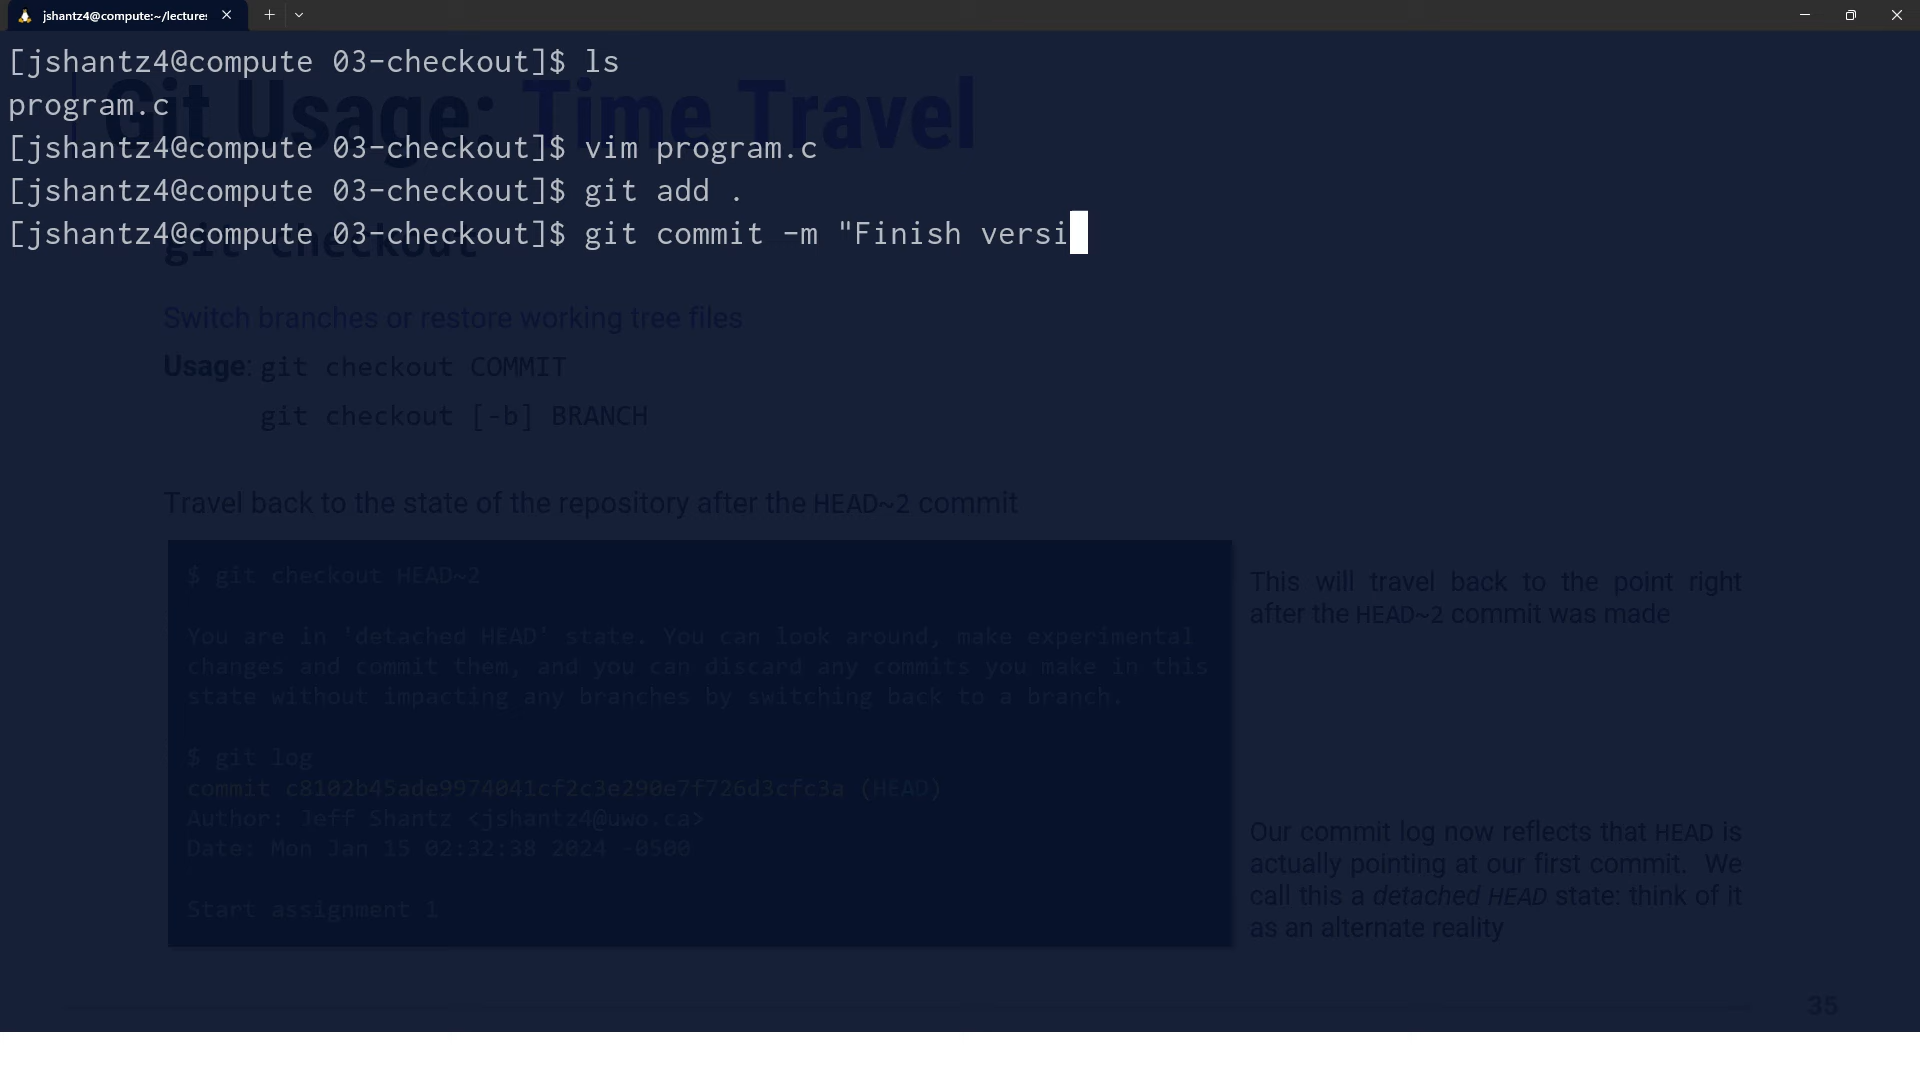 jshantz4@compute:~/lecture
[jshantz4@compute 03-checkout]$ ls
program.c
[jshantz4@compute 03-checkout]$ vim program.c
[jshantz4@compute 03-checkout]$ git add .
[jshantz4@compute 03-checkout]$ git commit -m "Finish versi
Git Usage: Time Travel
git checkout
Switch branches or restore working tree files
Usage: git checkout COMMIT
git checkout [-b] BRANCH
Travel back to the state of the repository after the HEAD~2 commit
$ git checkout HEAD~2
You are in 'detached HEAD' state. You can look around, make experimental
changes and commit them, and you can discard any commits you make in this
state without impacting any branches by switching back to a branch.
$ git log
commit c8102b45ade9974041cf2c3e290e7f726d3cfc3a (HEAD)
Author: Jeff Shantz <jshantz4@uwo.ca>
Date: Mon Jan 15 02:32:38 2024 -0500
Start assignment 1
This will travel back to the point right
after the HEAD~2 commit was made
Our commit log now reflects that HEAD is
actually pointing at our first commit. We
call this a detached HEAD state: think of it
as an alternate reality
35